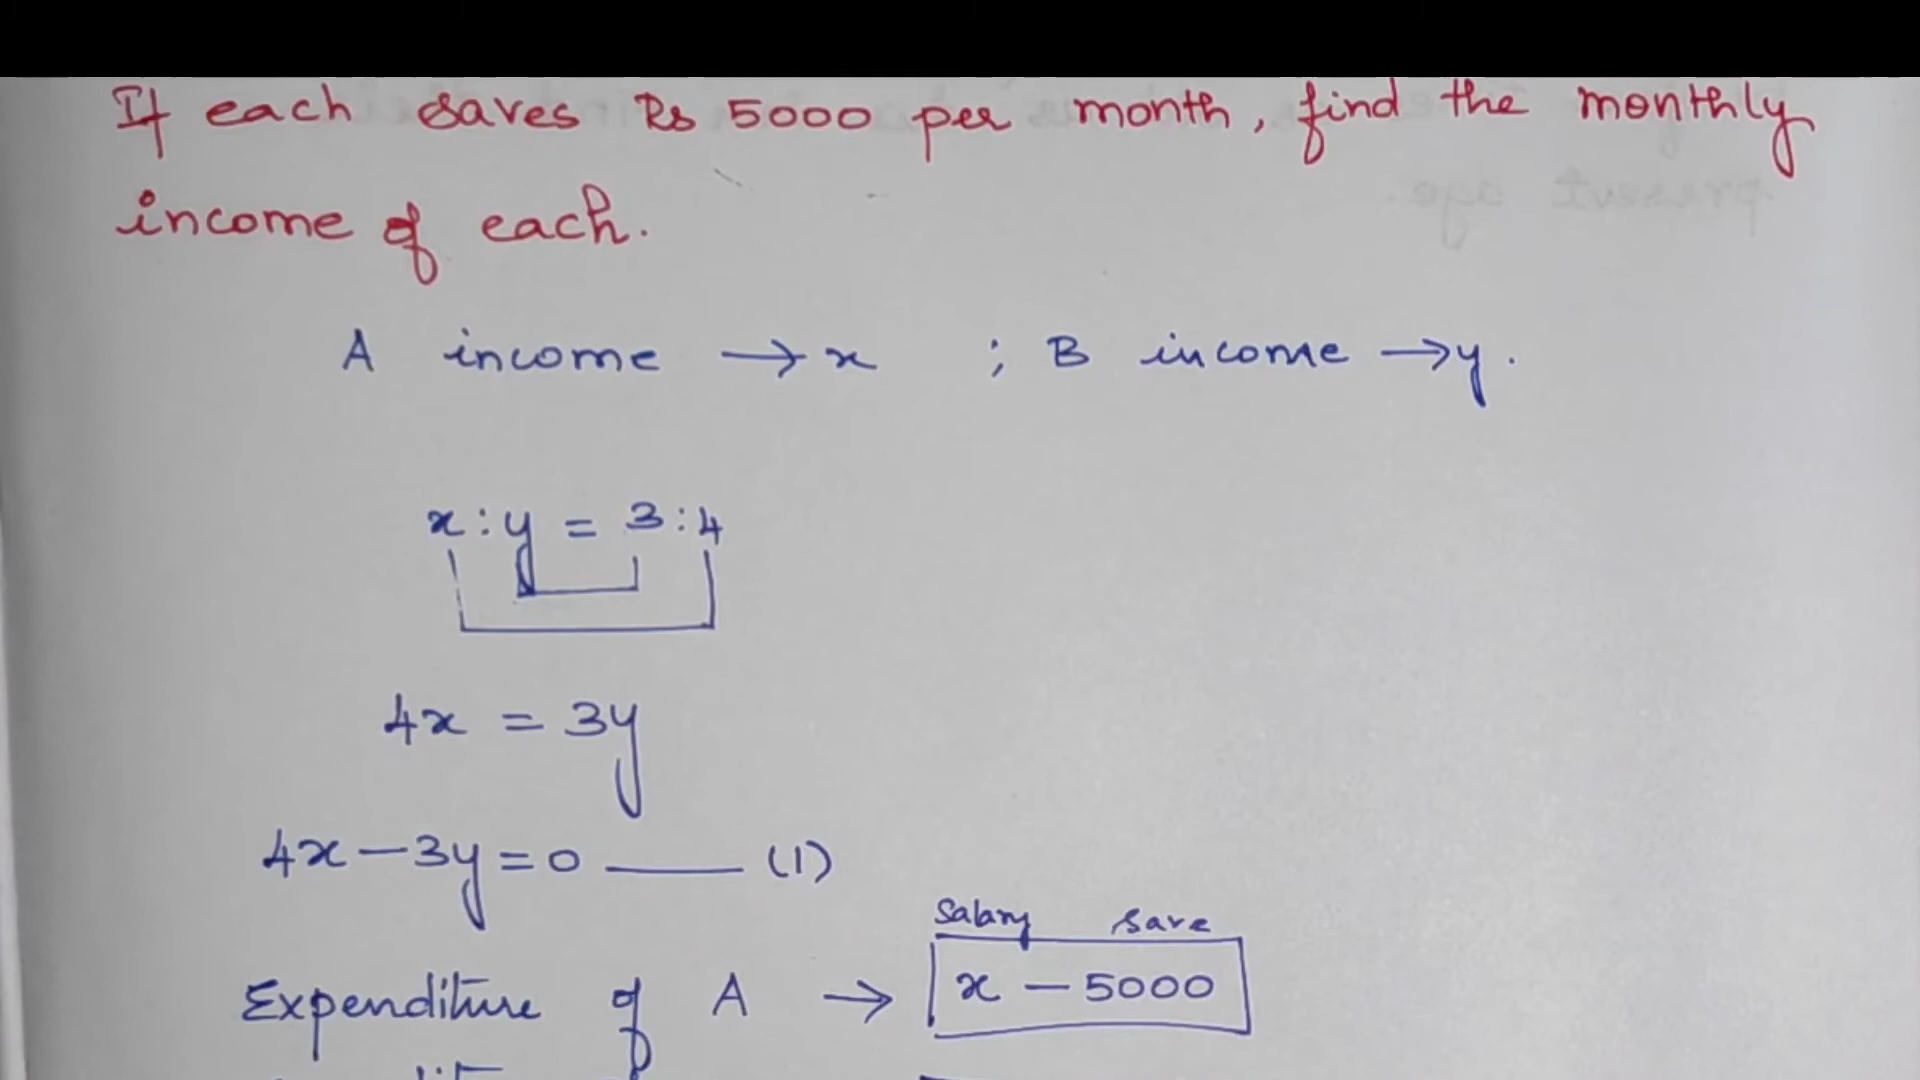 If each saves Rs 5000 per month, find the monthly
income of each.
A income → x ; B income → y.
x : y = 3 : 4
4x = 3y
4x − 3y = 0 —— (1)
Salary save
Expenditure of A → x − 5000